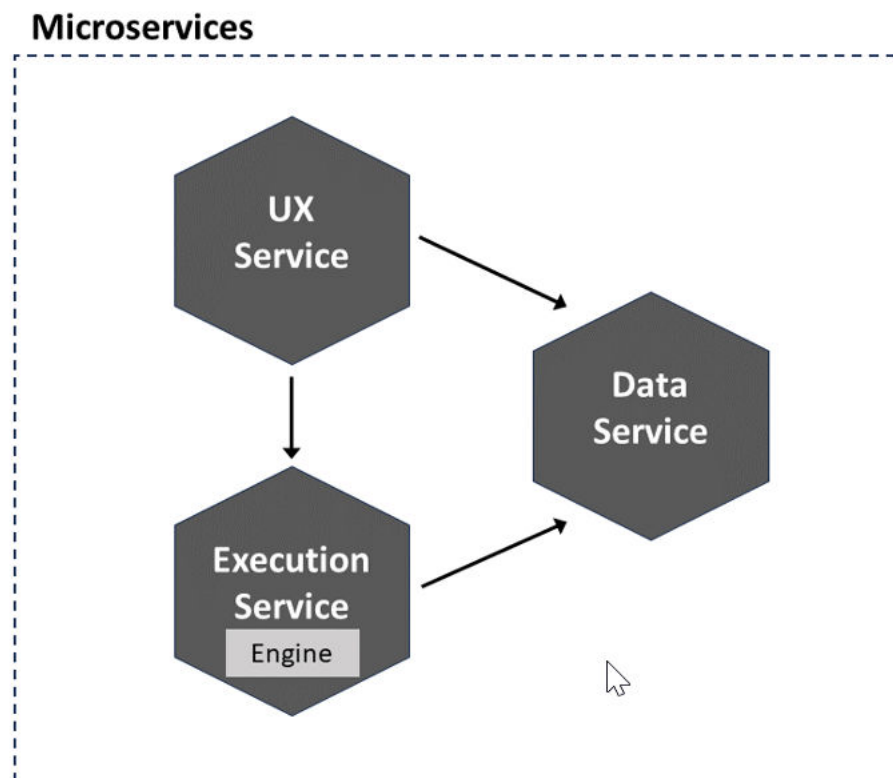 Microservices
UX
Service
Data
Service
Execution
Service
Engine